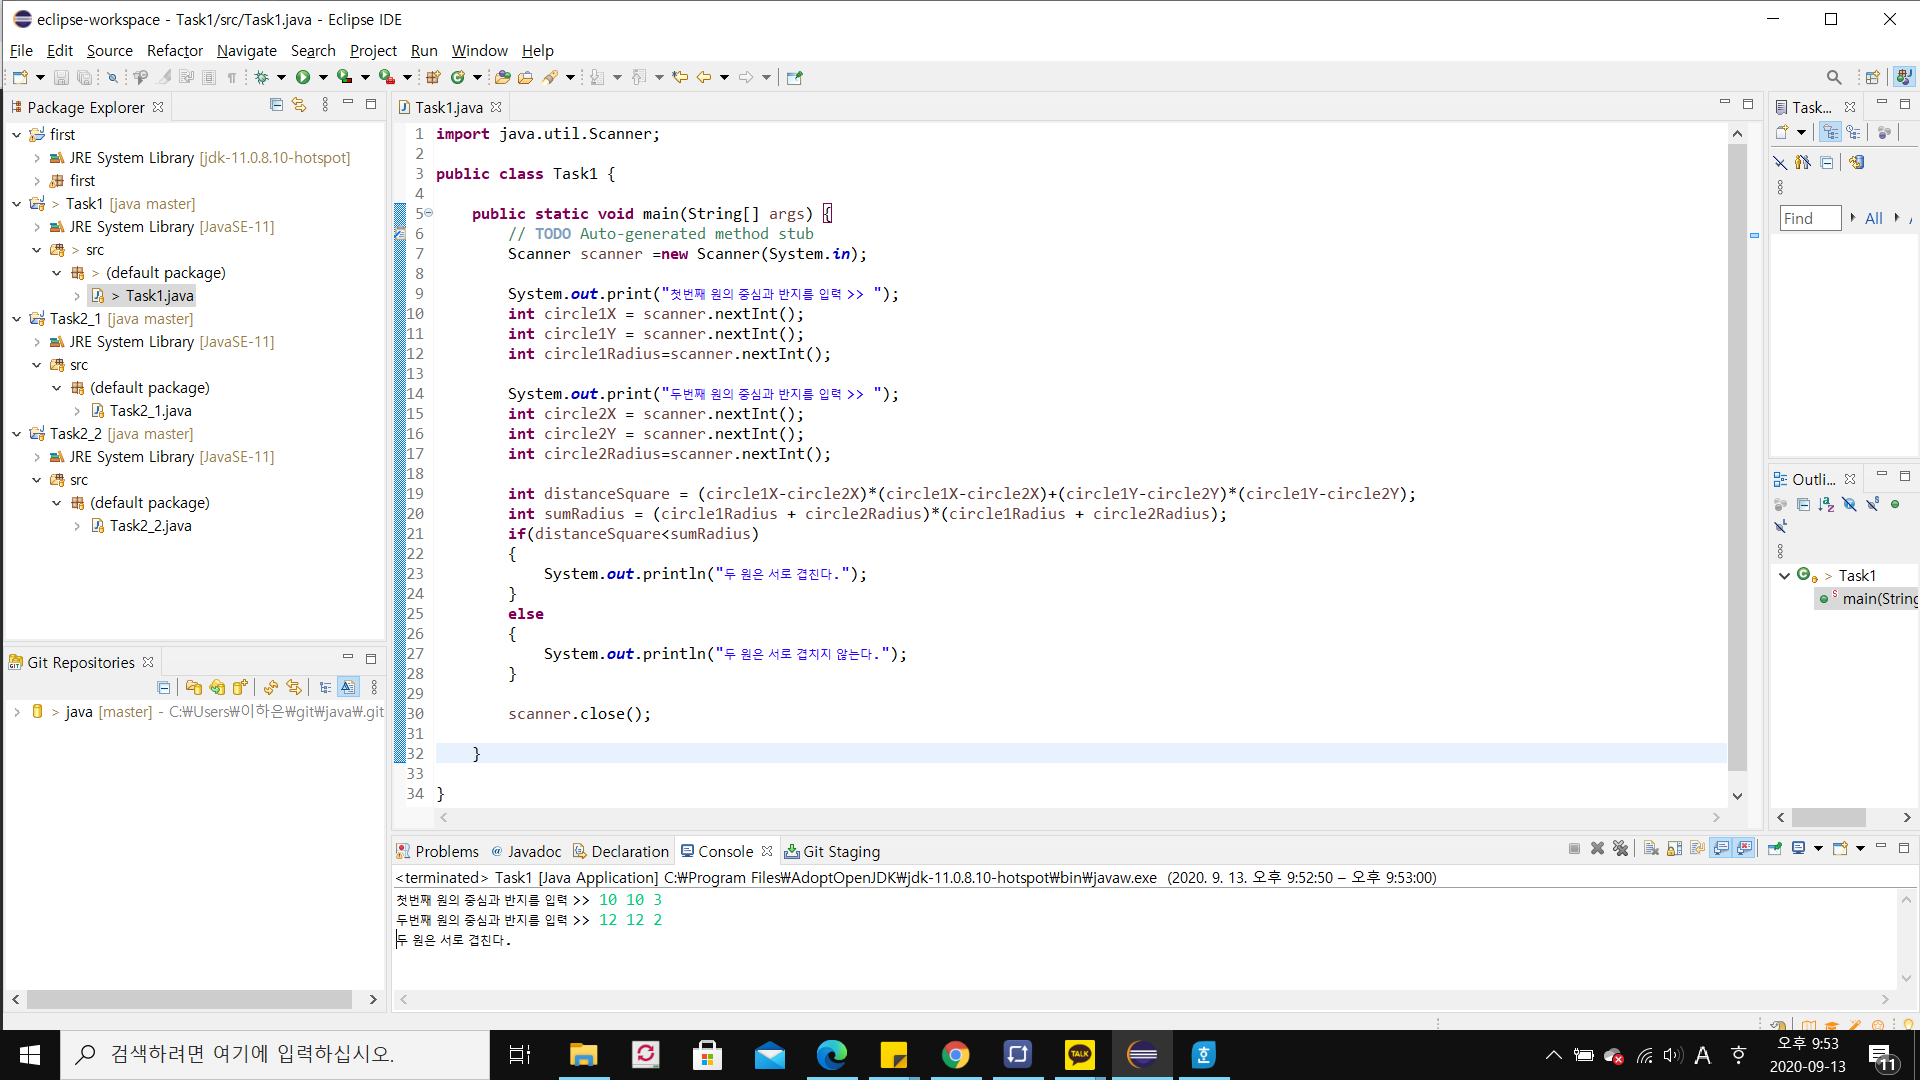 eclipse-workspace - Task1/src/Task1.java - Eclipse IDE
File Edit Source Refactor Navigate Search Project Run Window Help
Package Explorer
first
JRE System Library [jdk-11.0.8.10-hotspot]
first
> Task1 [java master]
JRE System Library [JavaSE-11]
> src
> (default package)
> Task1.java
Task2_1 [java master]
JRE System Library [JavaSE-11]
src
(default package)
Task2_1.java
Task2_2 [java master]
JRE System Library [JavaSE-11]
src
(default package)
Task2_2.java
Git Repositories
> java [master] - C:₩Users₩이하은₩git₩java₩.git
Task1.java
1 import java.util.Scanner;
2
3 public class Task1 {
4
5 public static void main(String[] args) {
6 // TODO Auto-generated method stub
7 Scanner scanner =new Scanner(System.in);
8
9 System.out.print("첫번째 원의 중심과 반지름 입력 >> ");
10 int circle1X = scanner.nextInt();
11 int circle1Y = scanner.nextInt();
12 int circle1Radius=scanner.nextInt();
13
14 System.out.print("두번째 원의 중심과 반지름 입력 >> ");
15 int circle2X = scanner.nextInt();
16 int circle2Y = scanner.nextInt();
17 int circle2Radius=scanner.nextInt();
18
19 int distanceSquare = (circle1X-circle2X)*(circle1X-circle2X)+(circle1Y-circle2Y)*(circle1Y-circle2Y);
20 int sumRadius = (circle1Radius + circle2Radius)*(circle1Radius + circle2Radius);
21 if(distanceSquare<sumRadius)
22 {
23 System.out.println("두 원은 서로 겹친다.");
24 }
25 else
26 {
27 System.out.println("두 원은 서로 겹치지 않는다.");
28 }
29
30 scanner.close();
31
32 }
33
34 }
Task...
Find All
Outli...
> Task1
main(String
Problems @ Javadoc Declaration Console Git Staging
<terminated> Task1 [Java Application] C:₩Program Files₩AdoptOpenJDK₩jdk-11.0.8.10-hotspot₩bin₩javaw.exe (2020. 9. 13. 오후 9:52:50 – 오후 9:53:00)
첫번째 원의 중심과 반지름 입력 >> 10 10 3
두번째 원의 중심과 반지름 입력 >> 12 12 2
두 원은 서로 겹친다.
검색하려면 여기에 입력하십시오.
TALK
A
오후 9:53
2020-09-13
11